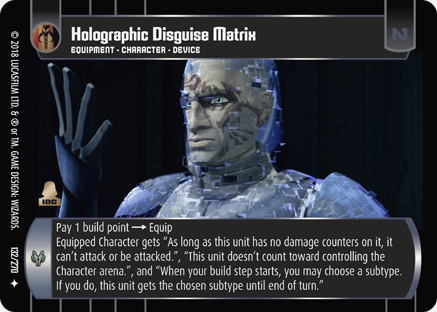 Holographic Disguise Matrix
EQUIPMENT · CHARACTER · DEVICE
N
© 2018 LUCASFILM LTD. & ® or TM. GAME DESIGN: WIZARDS.
132/270
IDC
Pay 1 build point → Equip
Equipped Character gets “As long as this unit has no damage counters on it, it
can’t attack or be attacked.”, “This unit doesn’t count toward controlling the
Character arena.”, and “When your build step starts, you may choose a subtype.
If you do, this unit gets the chosen subtype until end of turn.”